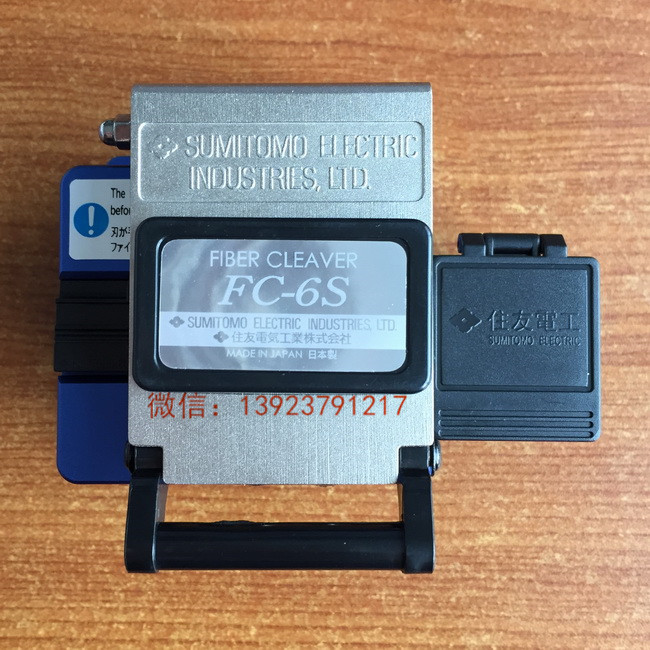 SUMITOMO ELECTRIC
INDUSTRIES, LTD.
The
befo
刃が
ファイ
FIBER CLEAVER
FC-6S
SUMITOMO ELECTRIC INDUSTRIES, LTD.
住友電気工業株式会社
MADE IN JAPAN 日本製
住友電工
SUMITOMO ELECTRIC
微信：13923791217